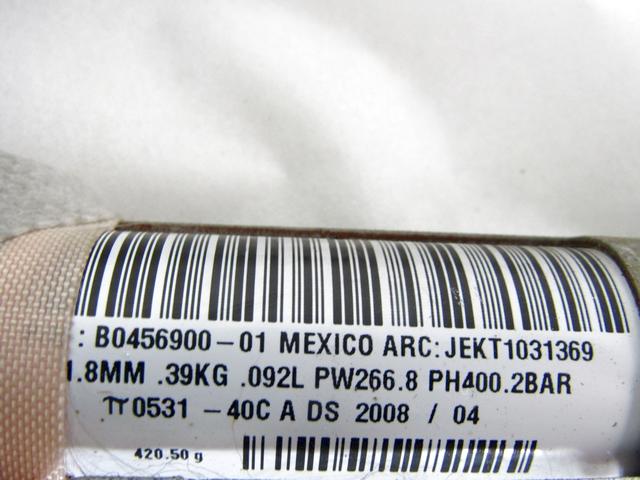 : B0456900-01 MEXICO ARC:JEKT1031369
1.8MM .39KG .092L PW266.8 PH400.2BAR
π0531 -40C A DS 2008 / 04
420.50 g